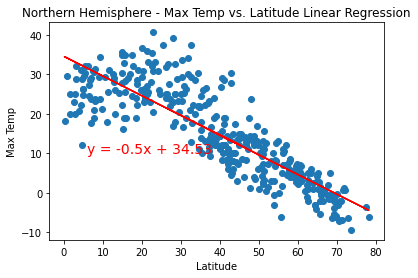 Northern Hemisphere - Max Temp vs. Latitude Linear Regression
40
30
20
10
0
−10
Max Temp
y = -0.5x + 34.53
0 10 20 30 40 50 60 70 80
Latitude